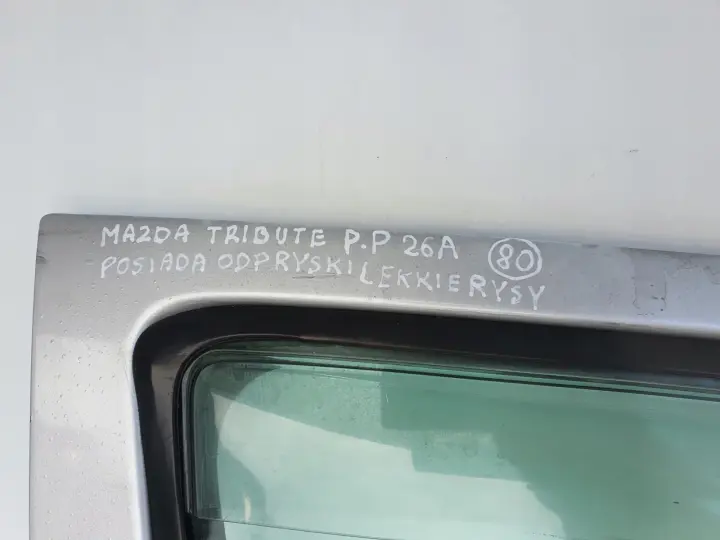 MAZDA TRIBUTE P.P 26A 80
POSIADA ODPRYSKI LEKKIE RYSY